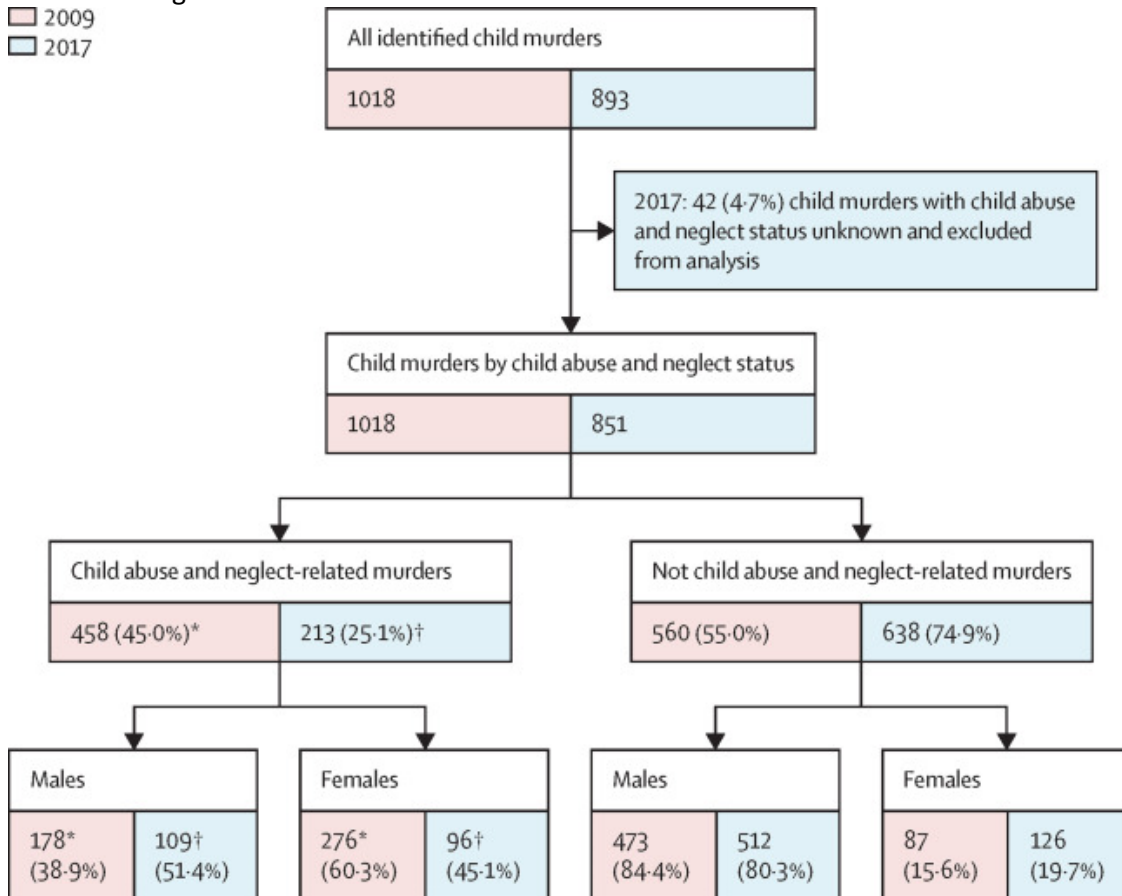 2009
2017
All identified child murders
1018 893
2017: 42 (4·7%) child murders with child abuse
and neglect status unknown and excluded
from analysis
Child murders by child abuse and neglect status
1018 851
Child abuse and neglect-related murders
458 (45·0%)* 213 (25·1%)†
Not child abuse and neglect-related murders
560 (55·0%) 638 (74·9%)
Males
178* 109†
(38·9%) (51·4%)
Females
276* 96†
(60·3%) (45·1%)
Males
473 512
(84·4%) (80·3%)
Females
87 126
(15·6%) (19·7%)